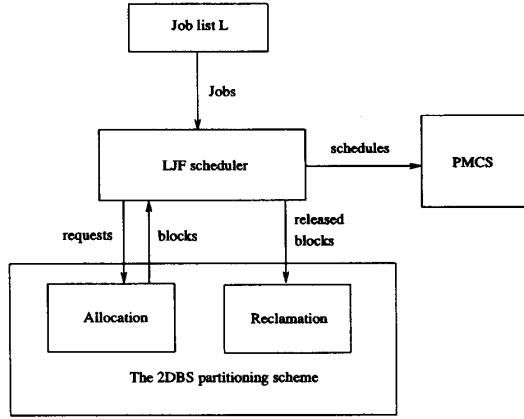 Job list L
Jobs
LJF scheduler
schedules
PMCS
requests
blocks
released
blocks
Allocation
Reclamation
The 2DBS partitioning scheme